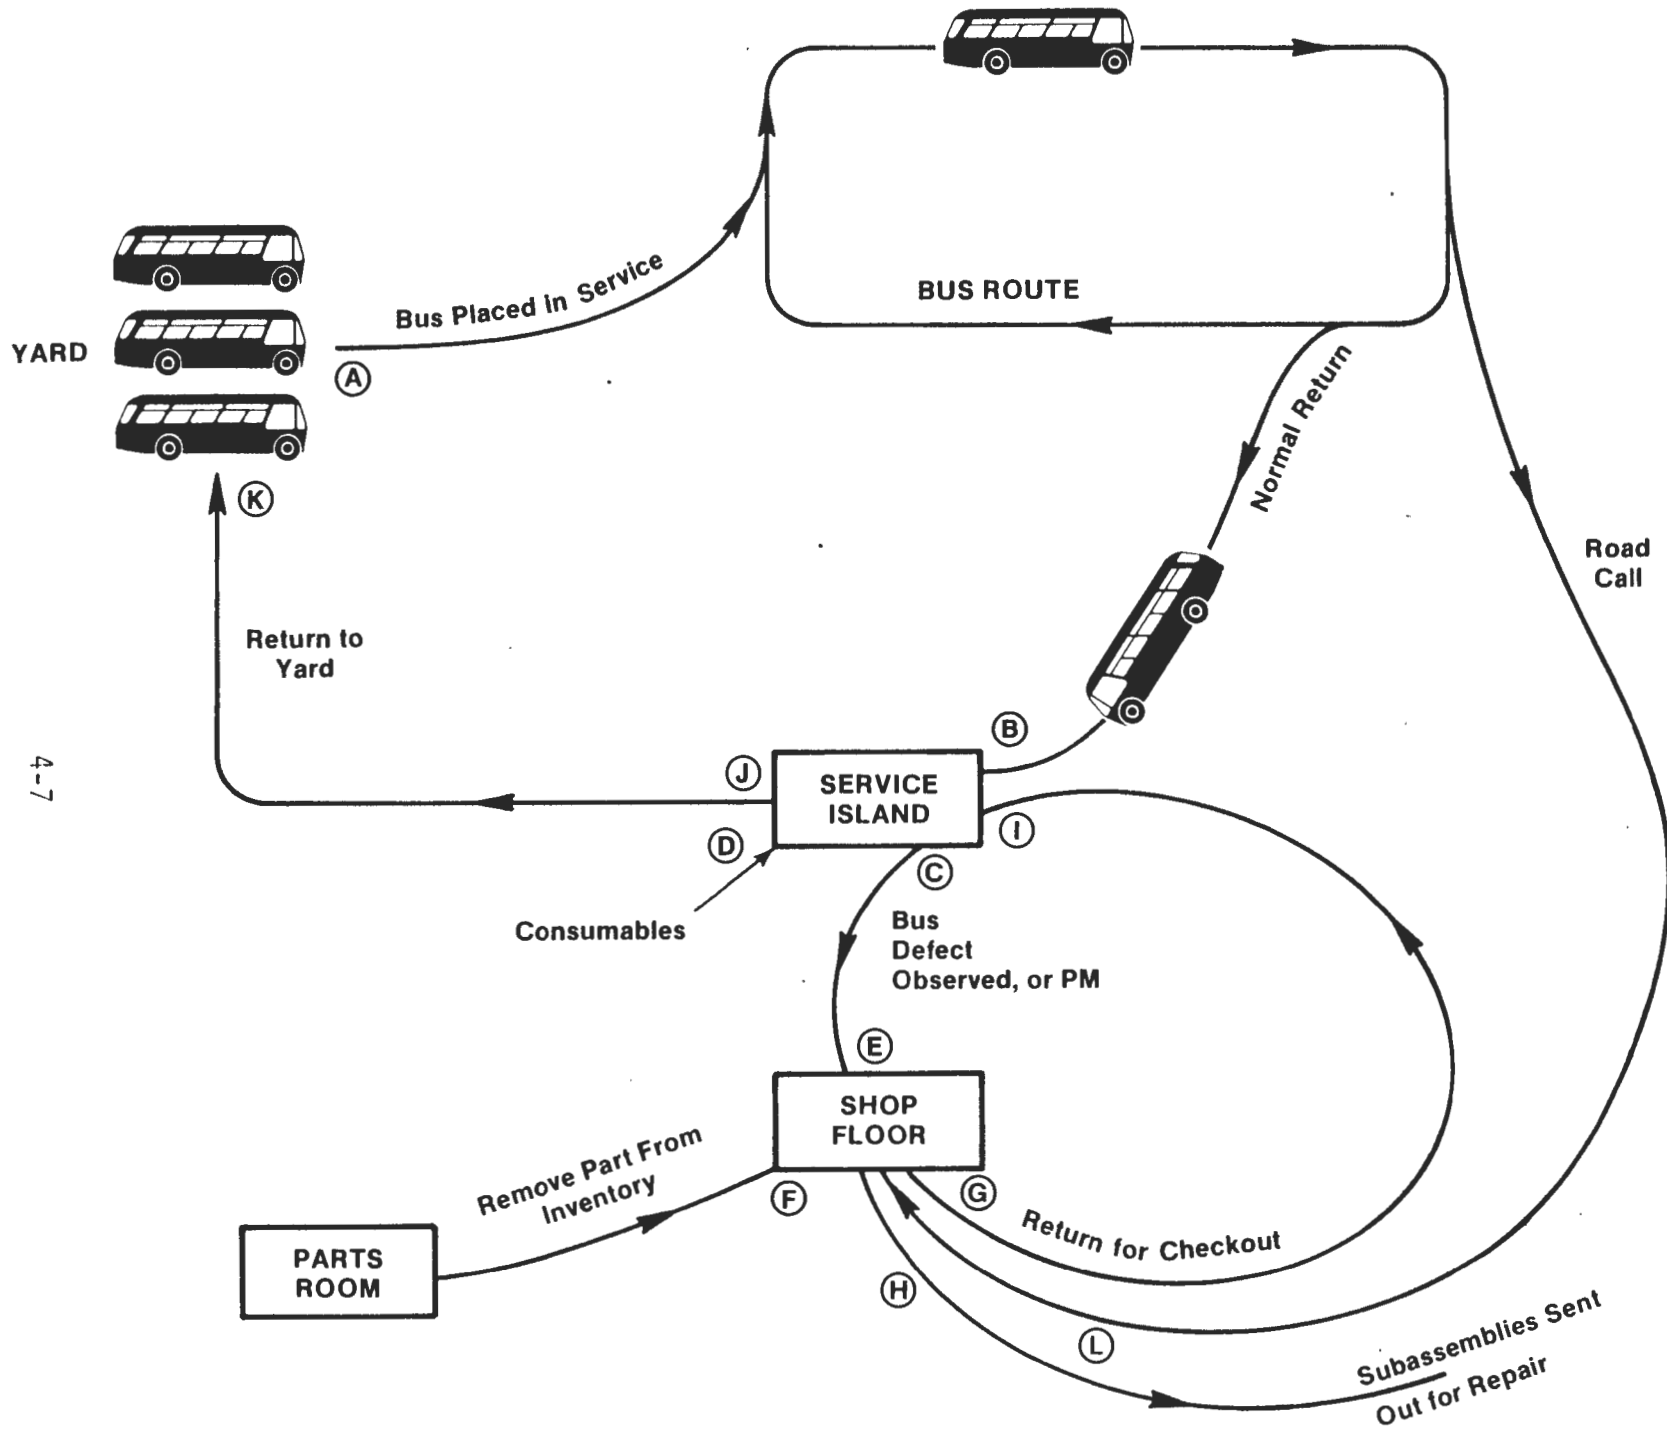 BUS ROUTE
Bus Placed in Service
YARD
A
Normal Return
K
Road
Call
Return to
Yard
B
J
SERVICE
ISLAND
D
I
C
Consumables
Bus
Defect
Observed, or PM
E
SHOP
FLOOR
Remove Part From
Inventory
F
G
PARTS
ROOM
Return for Checkout
H
L
Subassemblies Sent
Out for Repair
4-7